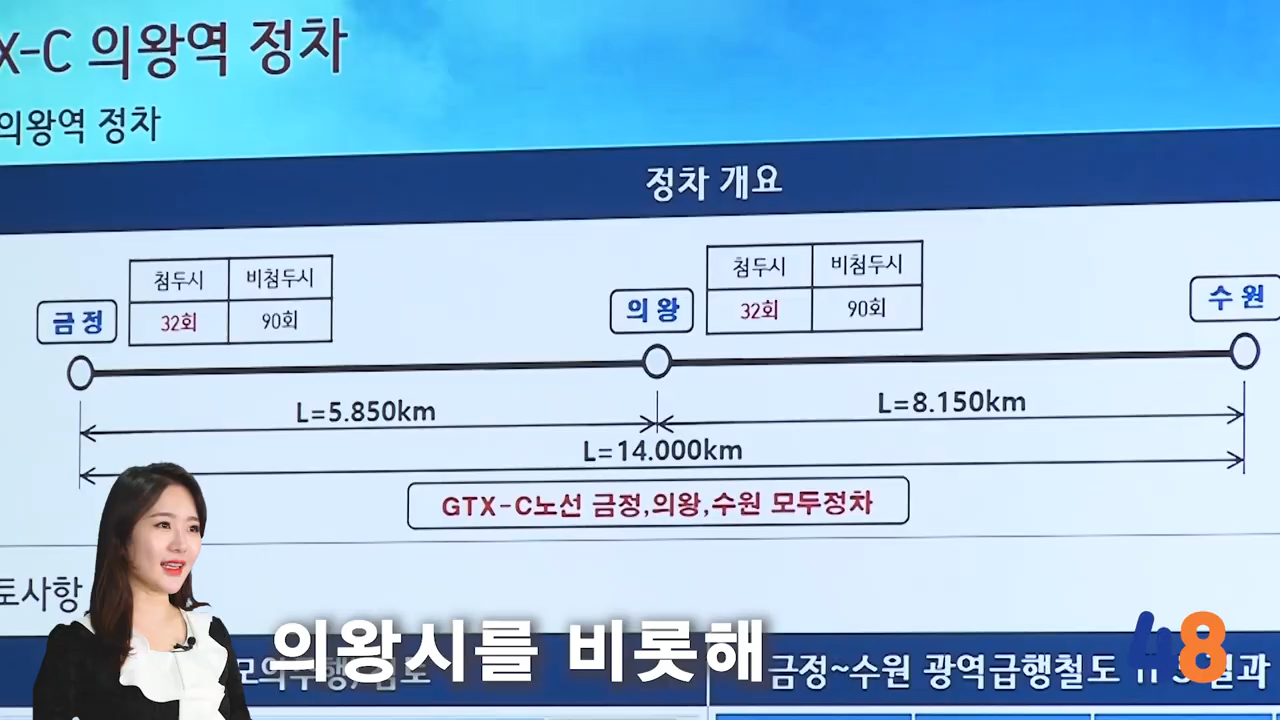 X-C 의왕역 정차
의왕역 정차
정차 개요
첨두시 비첨두시
32회 90회
첨두시 비첨두시
32회 90회
금정
의왕
수원
L=5.850km
L=8.150km
L=14.000km
GTX-C노선 금정,의왕,수원 모두정차
토사항
의왕시를 비롯해
금정~수원 광역급행철도
48